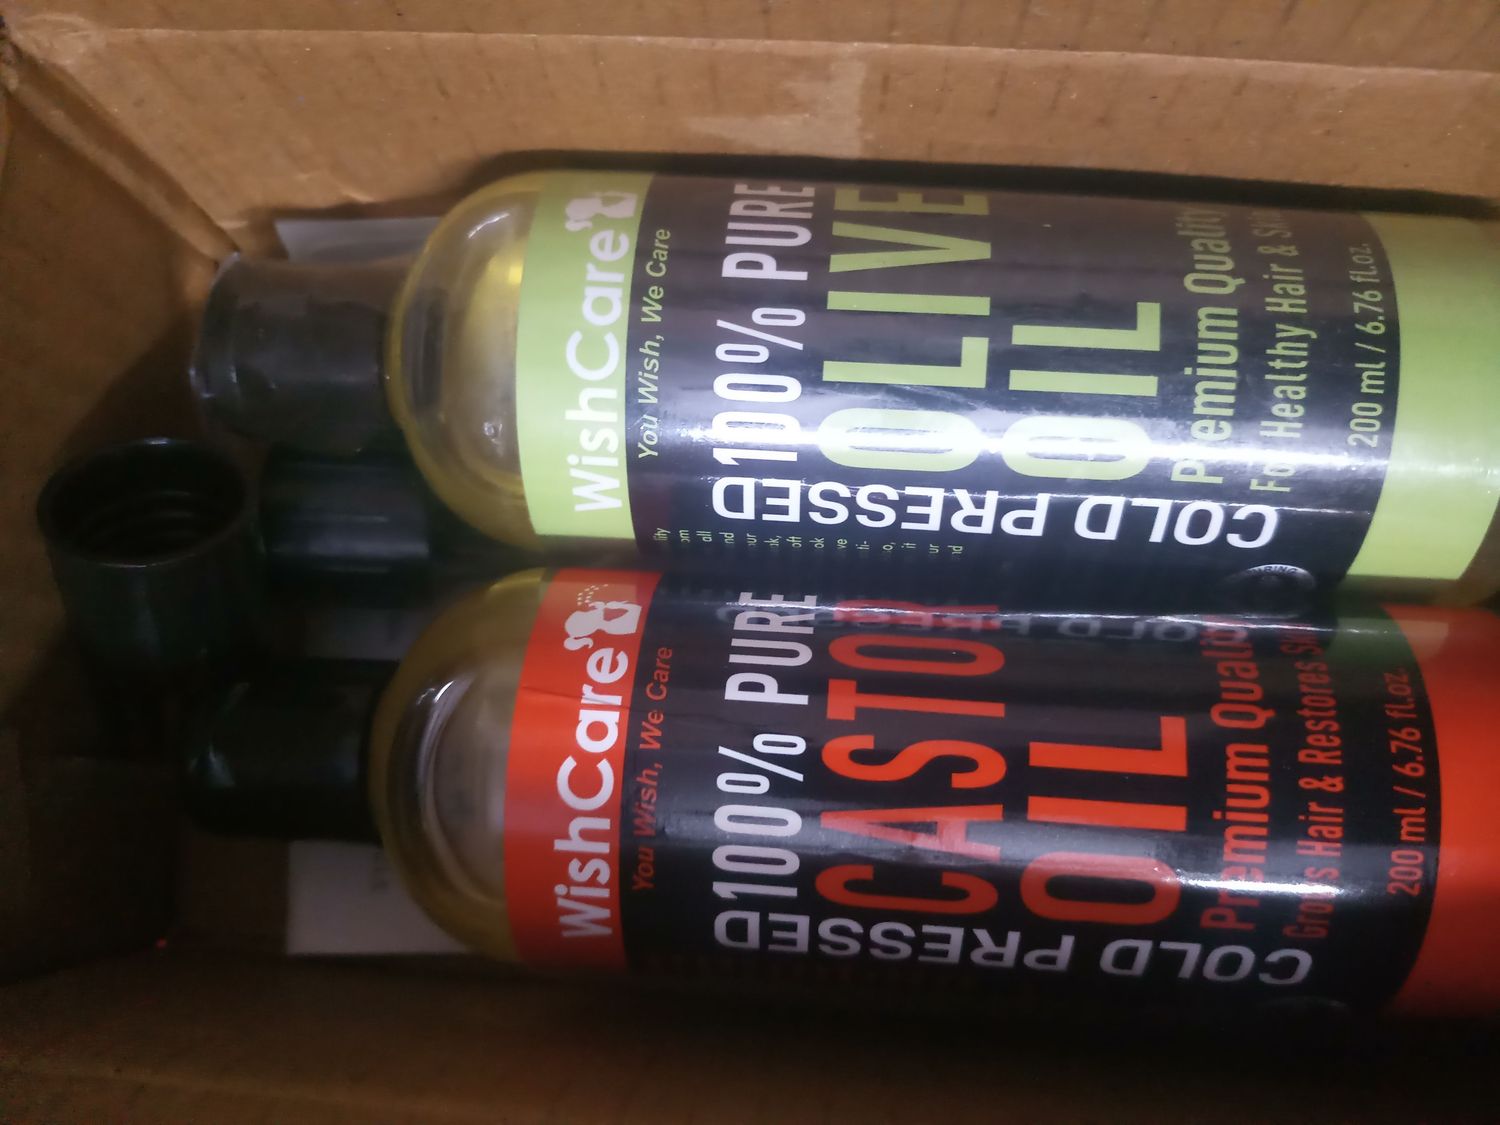 WishCare
You Wish, We Care
100% PURE
OLIVE
OIL
Premium Quality
For Healthy Hair & Skin
200 ml / 6.76 fl.oz.
COLD PRESSED
WishCare
You Wish, We Care
100% PURE
CASTOR
OIL
Premium Quality
Grows Hair & Restores Skin
200 ml / 6.76 fl.oz.
COLD PRESSED